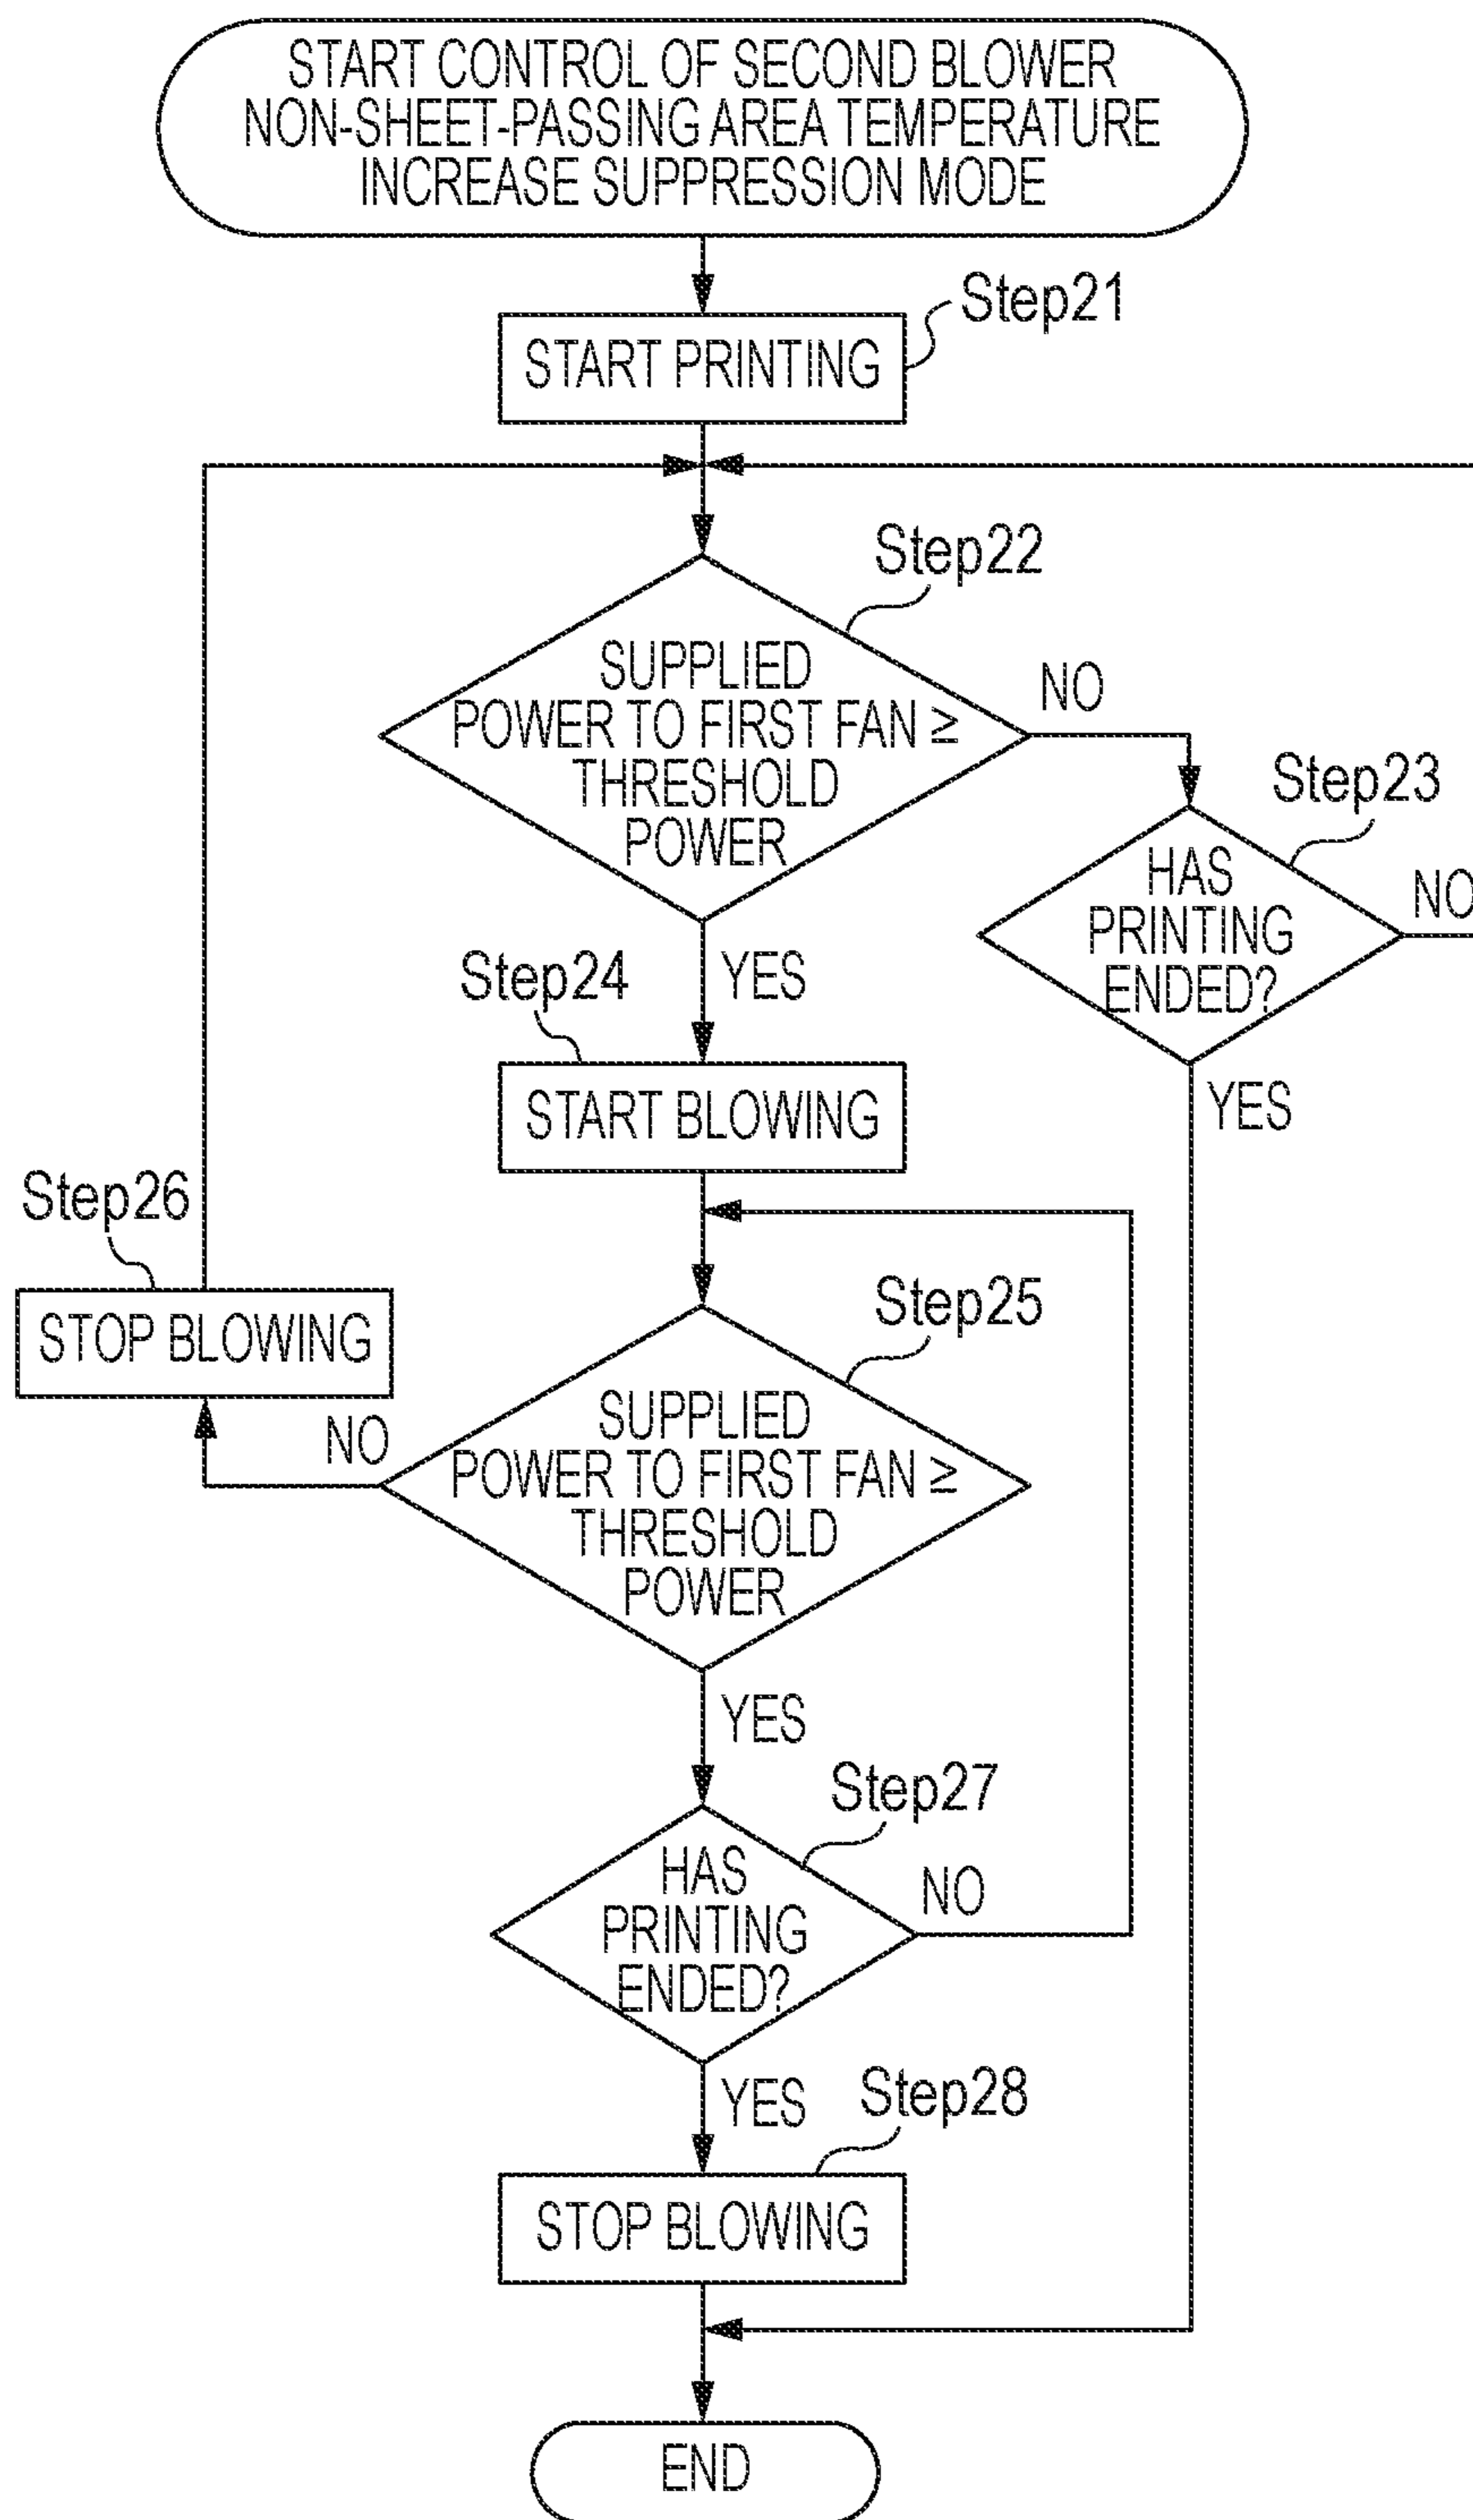 START CONTROL OF SECOND BLOWER
NON-SHEET-PASSING AREA TEMPERATURE
INCREASE SUPPRESSION MODE
Step21
START PRINTING
Step22
SUPPLIED
POWER TO FIRST FAN ≥
THRESHOLD
POWER
NO
Step23
HAS
PRINTING
ENDED?
NO
YES
Step24
YES
START BLOWING
Step26
STOP BLOWING
Step25
SUPPLIED
POWER TO FIRST FAN ≥
THRESHOLD
POWER
NO
YES
Step27
HAS
PRINTING
ENDED?
NO
YES
Step28
STOP BLOWING
END